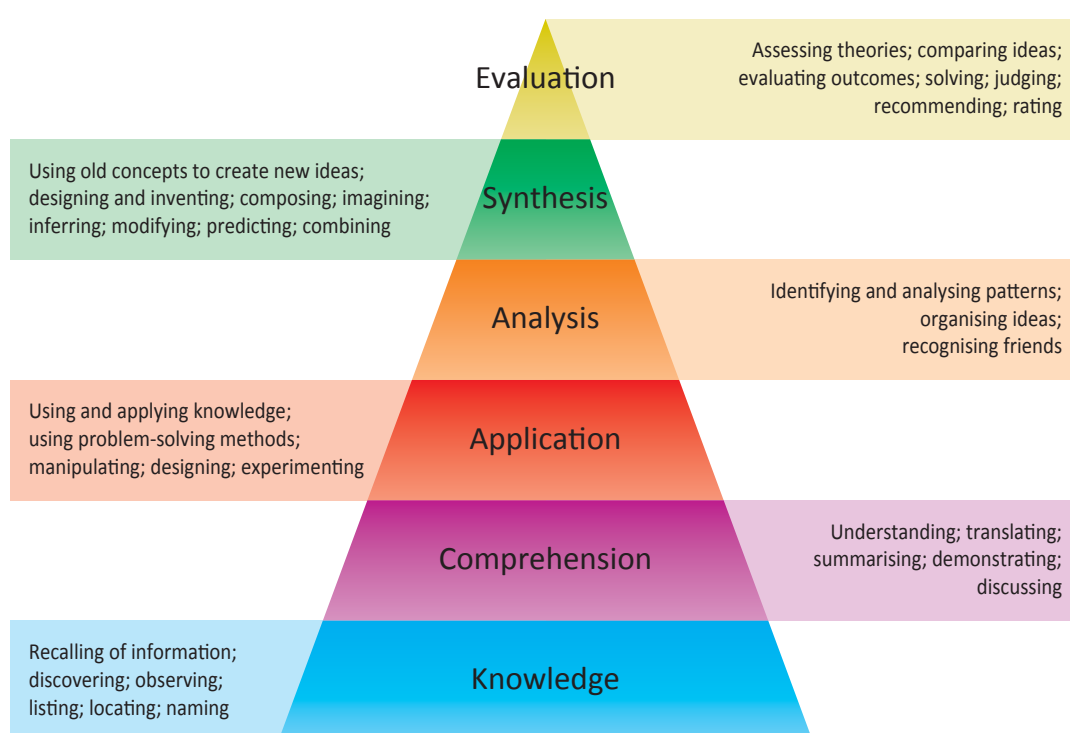 Evaluation
Assessing theories; comparing ideas;
evaluating outcomes; solving; judging;
recommending; rating
Using old concepts to create new ideas;
designing and inventing; composing; imagining;
inferring; modifying; predicting; combining
Synthesis
Analysis
Identifying and analysing patterns;
organising ideas;
recognising friends
Using and applying knowledge;
using problem-solving methods;
manipulating; designing; experimenting
Application
Comprehension
Understanding; translating;
summarising; demonstrating;
discussing
Recalling of information;
discovering; observing;
listing; locating; naming
Knowledge